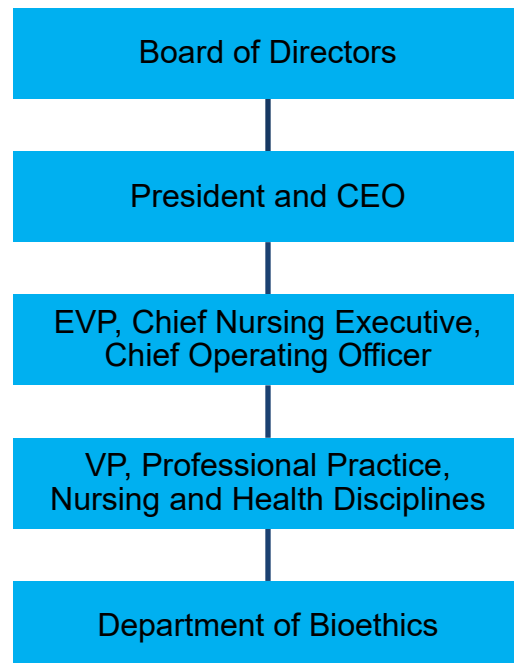 Board of Directors
President and CEO
EVP, Chief Nursing Executive,
Chief Operating Officer
VP, Professional Practice,
Nursing and Health Disciplines
Department of Bioethics